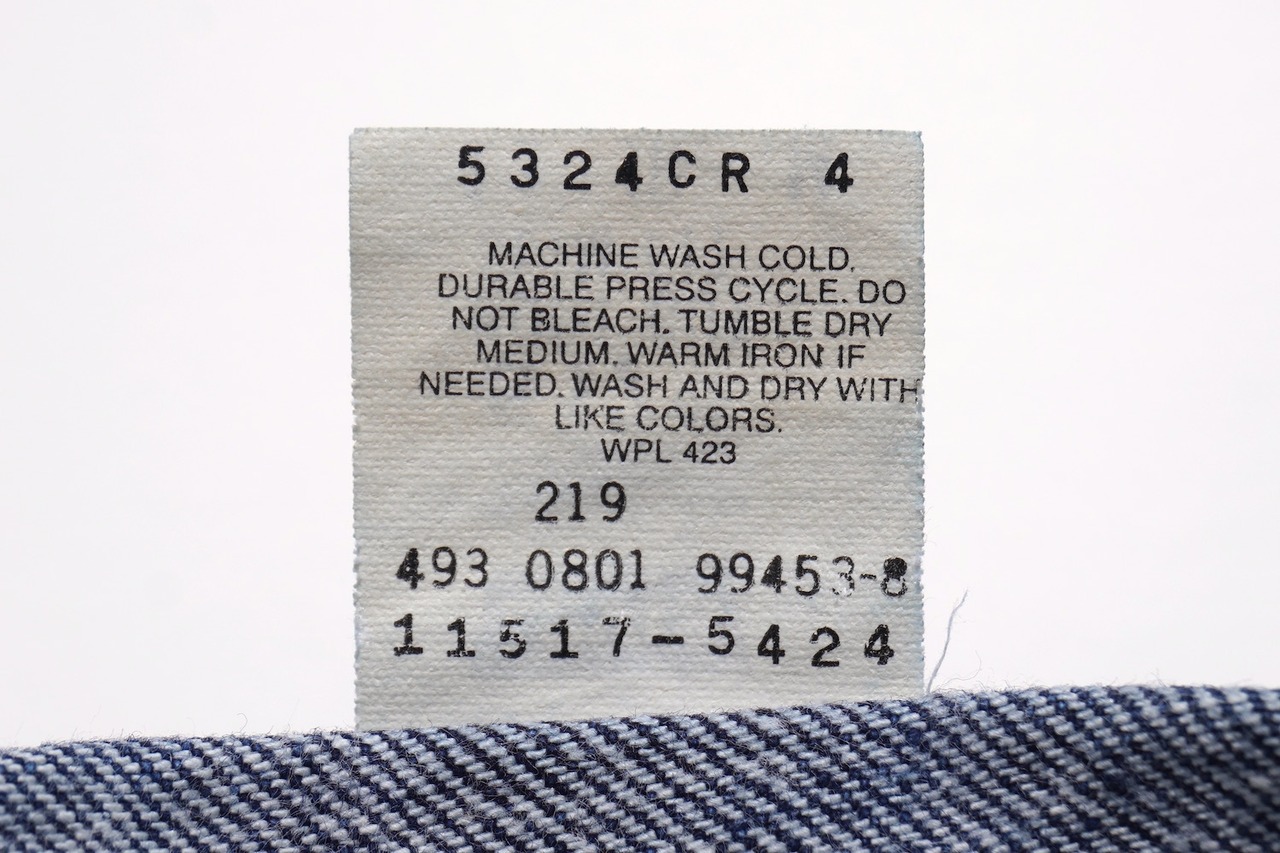 5324CR 4
MACHINE WASH COLD.
DURABLE PRESS CYCLE. DO
NOT BLEACH. TUMBLE DRY
MEDIUM. WARM IRON IF
NEEDED. WASH AND DRY WITH
LIKE COLORS.
WPL 423
219
493 0801 99453-8
11517-5424